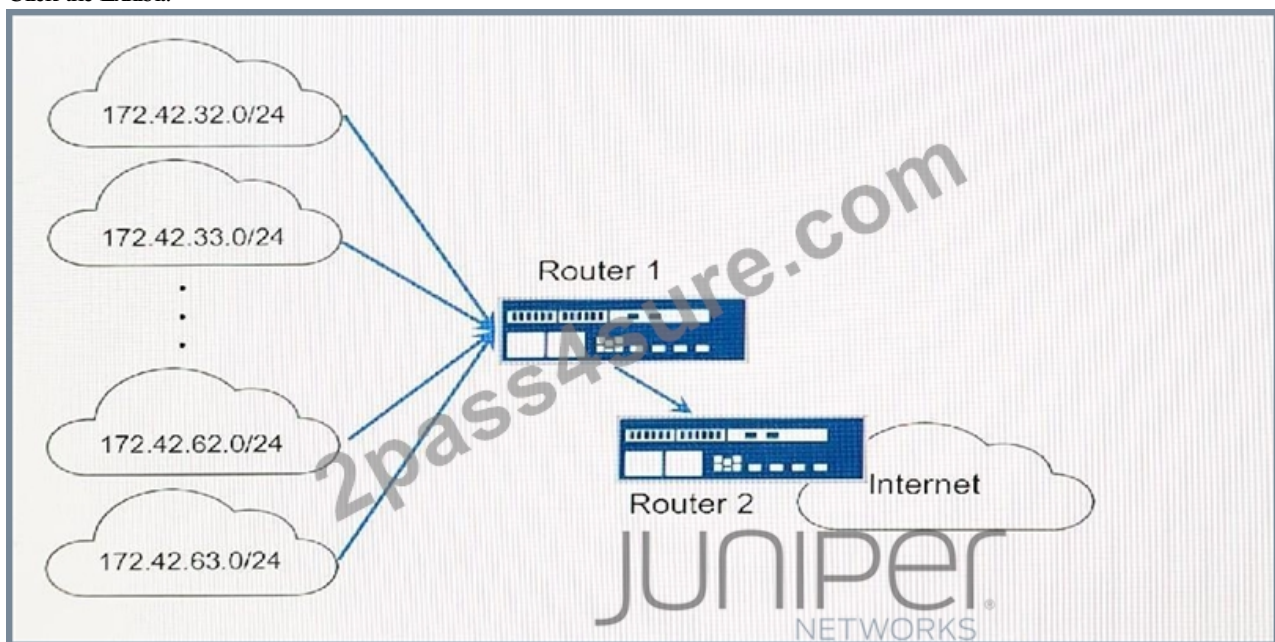 172.42.32.0/24
172.42.33.0/24
Router 1
172.42.62.0/24
172.42.63.0/24
Router 2
Internet
2pass4sure.com
JUNIPER
NETWORKS